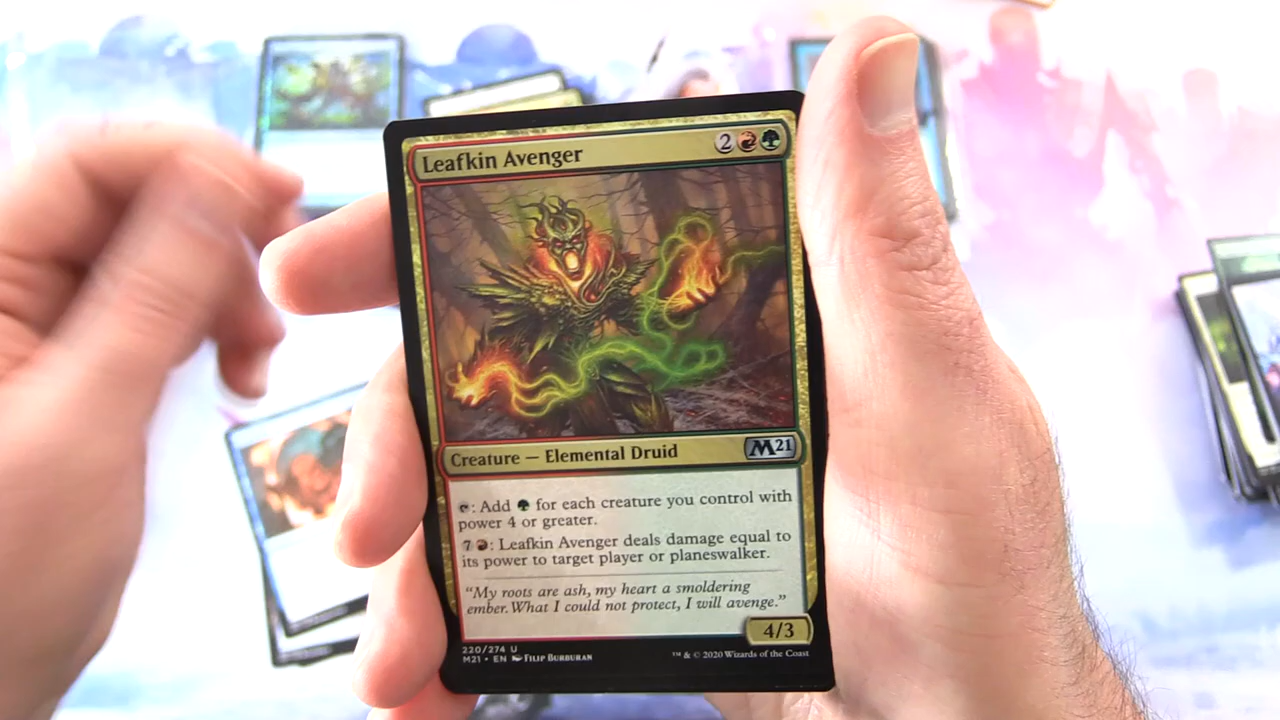 Leafkin Avenger 2
Creature — Elemental Druid M21
: Add for each creature you control with
power 4 or greater.
7 : Leafkin Avenger deals damage equal to
its power to target player or planeswalker.
“My roots are ash, my heart a smoldering
ember. What I could not protect, I will avenge.”
4/3
220/274 U
M21 • EN Filip Burburan
™ & © 2020 Wizards of the Coast